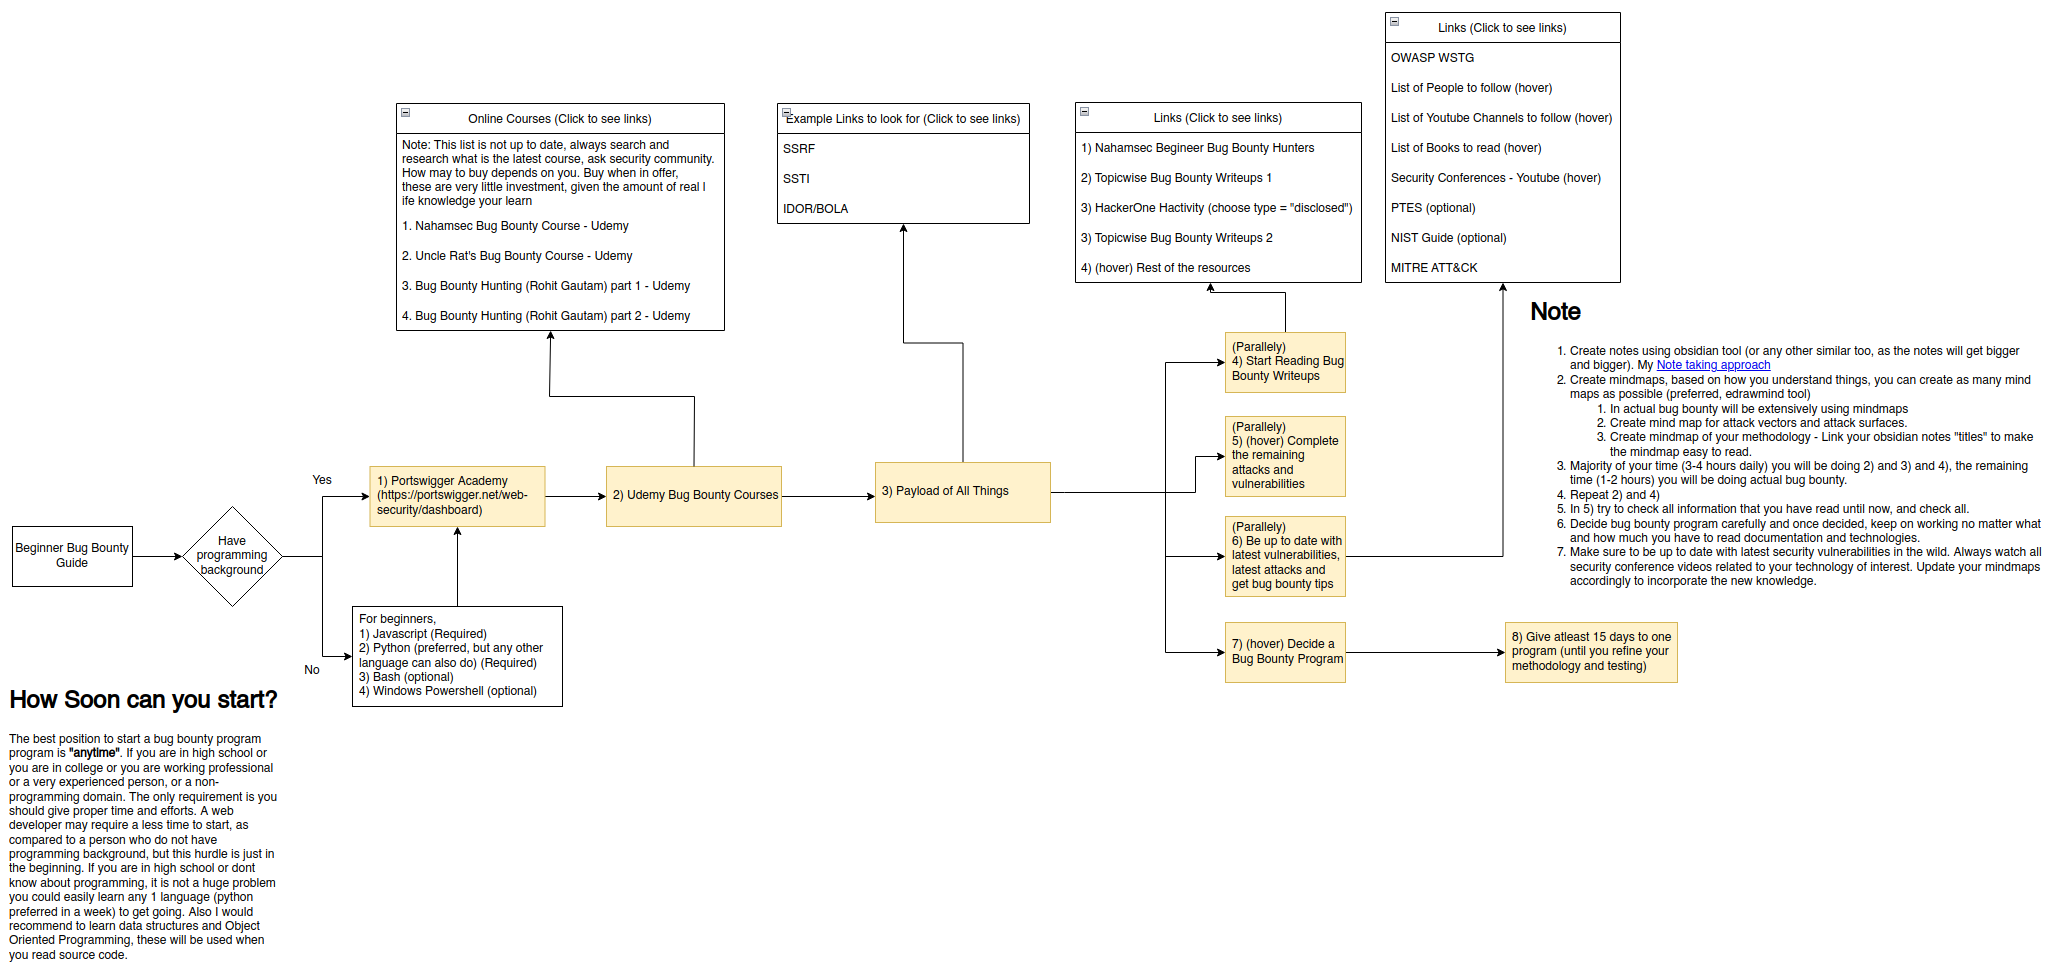 Beginner Bug Bounty
Guide
Have
programming
background
Yes
No
1) Portswigger Academy
(https://portswigger.net/web-
security/dashboard)
For beginners,
1) Javascript (Required)
2) Python (preferred, but any other
language can also do) (Required)
3) Bash (optional)
4) Windows Powershell (optional)
2) Udemy Bug Bounty Courses
Online Courses (Click to see links)
Note: This list is not up to date, always search and
research what is the latest course, ask security community.
How may to buy depends on you. Buy when in offer,
these are very little investment, given the amount of real l
ife knowledge your learn
1. Nahamsec Bug Bounty Course - Udemy
2. Uncle Rat's Bug Bounty Course - Udemy
3. Bug Bounty Hunting (Rohit Gautam) part 1 - Udemy
4. Bug Bounty Hunting (Rohit Gautam) part 2 - Udemy
3) Payload of All Things
Example Links to look for (Click to see links)
SSRF
SSTI
IDOR/BOLA
(Parallely)
4) Start Reading Bug
Bounty Writeups
Links (Click to see links)
1) Nahamsec Begineer Bug Bounty Hunters
2) Topicwise Bug Bounty Writeups 1
3) HackerOne Hactivity (choose type = "disclosed")
3) Topicwise Bug Bounty Writeups 2
4) (hover) Rest of the resources
(Parallely)
5) (hover) Complete
the remaining
attacks and
vulnerabilities
(Parallely)
6) Be up to date with
latest vulnerabilities,
latest attacks and
get bug bounty tips
Links (Click to see links)
OWASP WSTG
List of People to follow (hover)
List of Youtube Channels to follow (hover)
List of Books to read (hover)
Security Conferences - Youtube (hover)
PTES (optional)
NIST Guide (optional)
MITRE ATT&CK
7) (hover) Decide a
Bug Bounty Program
8) Give atleast 15 days to one
program (until you refine your
methodology and testing)
Note
1. Create notes using obsidian tool (or any other similar too, as the notes will get bigger
and bigger). My Note taking approach
2. Create mindmaps, based on how you understand things, you can create as many mind
maps as possible (preferred, edrawmind tool)
1. In actual bug bounty will be extensively using mindmaps
2. Create mind map for attack vectors and attack surfaces.
3. Create mindmap of your methodology - Link your obsidian notes "titles" to make
the mindmap easy to read.
3. Majority of your time (3-4 hours daily) you will be doing 2) and 3) and 4), the remaining
time (1-2 hours) you will be doing actual bug bounty.
4. Repeat 2) and 4)
5. In 5) try to check all information that you have read until now, and check all.
6. Decide bug bounty program carefully and once decided, keep on working no matter what
and how much you have to read documentation and technologies.
7. Make sure to be up to date with latest security vulnerabilities in the wild. Always watch all
security conference videos related to your technology of interest. Update your mindmaps
accordingly to incorporate the new knowledge.
How Soon can you start?
The best position to start a bug bounty program
program is "anytime". If you are in high school or
you are in college or you are working professional
or a very experienced person, or a non-
programming domain. The only requirement is you
should give proper time and efforts. A web
developer may require a less time to start, as
compared to a person who do not have
programming background, but this hurdle is just in
the beginning. If you are in high school or dont
know about programming, it is not a huge problem
you could easily learn any 1 language (python
preferred in a week) to get going. Also I would
recommend to learn data structures and Object
Oriented Programming, these will be used when
you read source code.